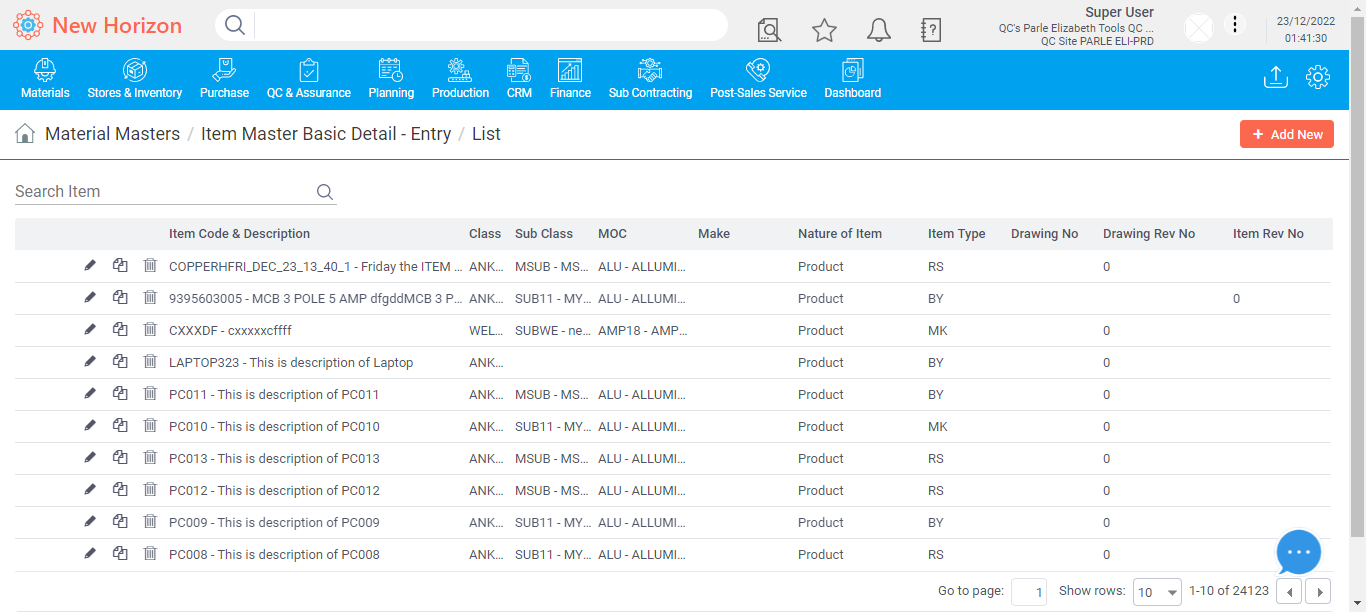 New Horizon
Super User
QC's Parle Elizabeth Tools QC ...
QC Site PARLE ELI-PRD
23/12/2022
01:41:30
Materials Stores & Inventory Purchase QC & Assurance Planning Production CRM Finance Sub Contracting Post-Sales Service Dashboard
Material Masters / Item Master Basic Detail - Entry / List
+ Add New
Search Item
Item Code & Description Class Sub Class MOC Make Nature of Item Item Type Drawing No Drawing Rev No Item Rev No
COPPERHFRI_DEC_23_13_40_1 - Friday the ITEM ... ANK... MSUB - MS... ALU - ALLUMI... Product RS 0
9395603005 - MCB 3 POLE 5 AMP dfgddMCB 3 P... ANK... SUB11 - MY... ALU - ALLUMI... Product BY 0
CXXXDF - cxxxxxcffff WEL... SUBWE - ne... AMP18 - AMP... Product MK 0
LAPTOP323 - This is description of Laptop ANK... Product BY 0
PC011 - This is description of PC011 ANK... MSUB - MS... ALU - ALLUMI... Product BY 0
PC010 - This is description of PC010 ANK... SUB11 - MY... ALU - ALLUMI... Product MK 0
PC013 - This is description of PC013 ANK... MSUB - MS... ALU - ALLUMI... Product RS 0
PC012 - This is description of PC012 ANK... MSUB - MS... ALU - ALLUMI... Product RS 0
PC009 - This is description of PC009 ANK... SUB11 - MY... ALU - ALLUMI... Product BY 0
PC008 - This is description of PC008 ANK... SUB11 - MY... ALU - ALLUMI... Product RS 0
Go to page: 1 Show rows: 10 1-10 of 24123